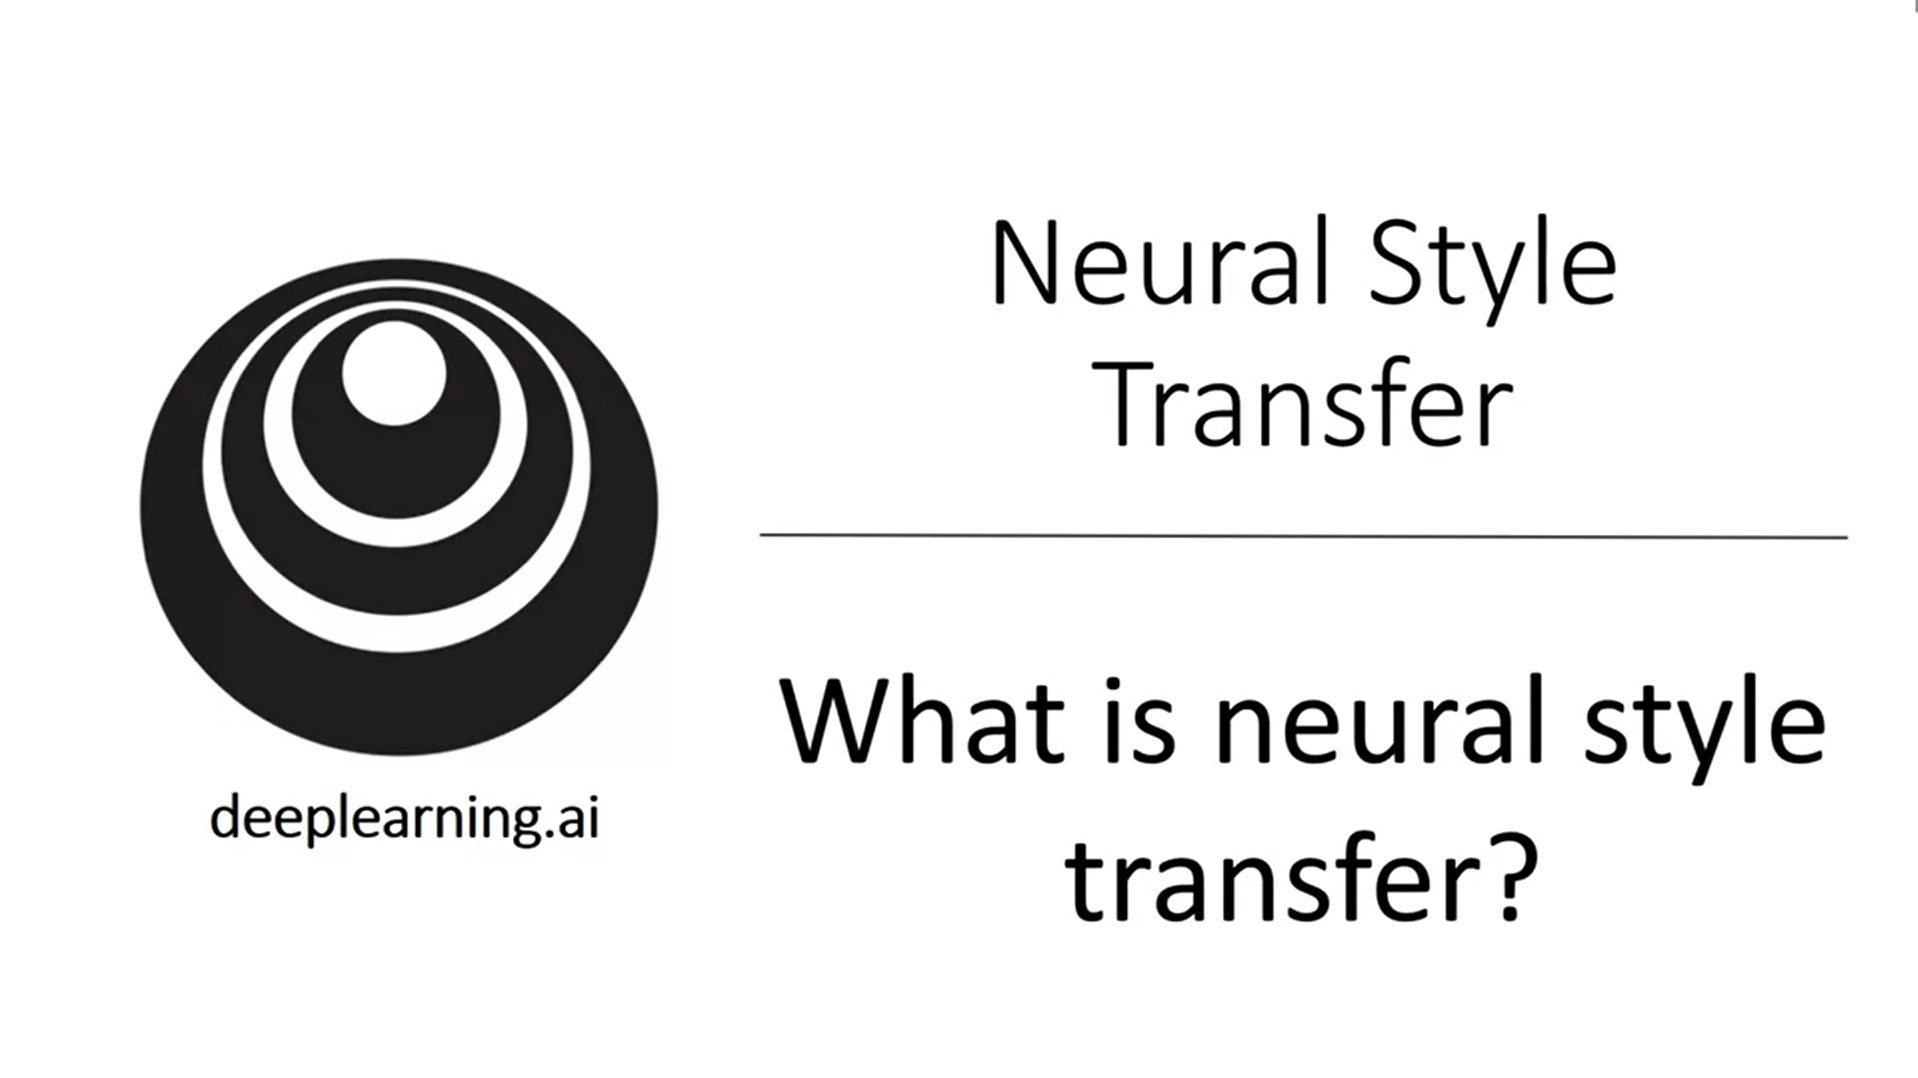 Neural Style
Transfer
What is neural style
transfer?
deeplearning.ai